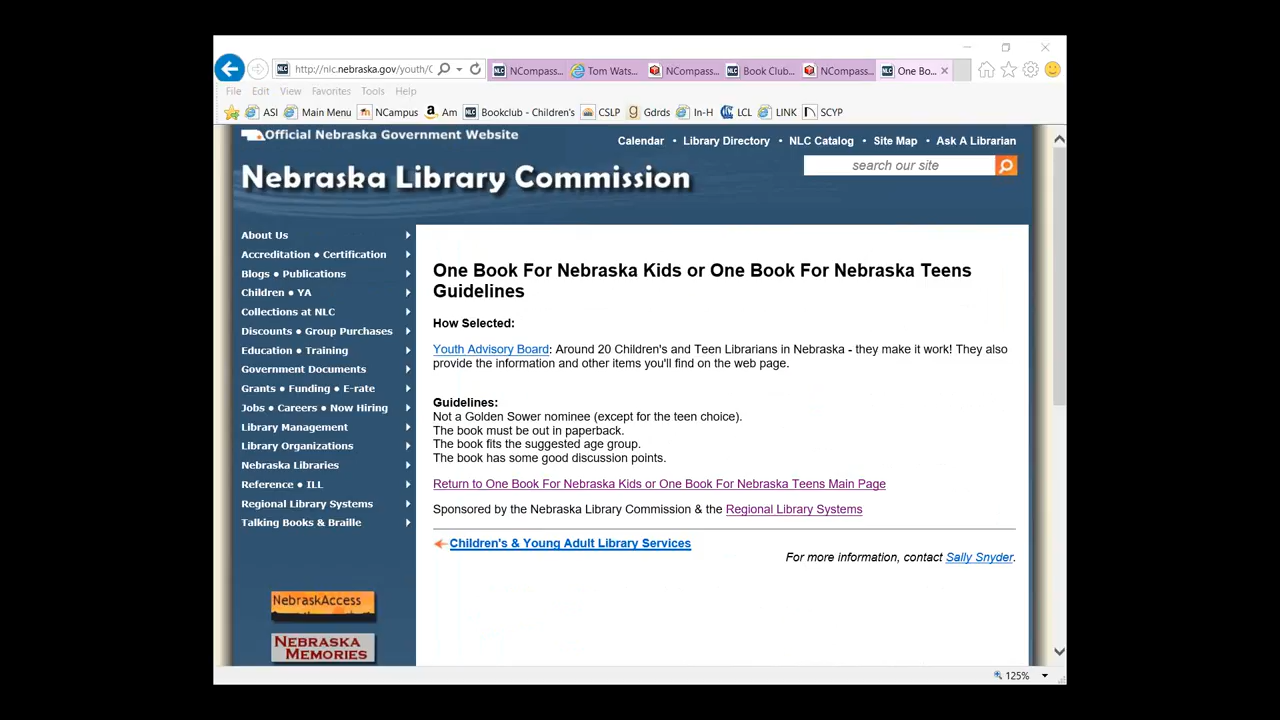 http://nlc.nebraska.gov/youth/
NCompass...
Tom Wats...
NCompass...
Book Club...
NCompass...
One Bo...
File Edit View Favorites Tools Help
ASI Main Menu NCampus Am Bookclub - Children's CSLP Gdrds In-H LCL LINK SCYP
Official Nebraska Government Website
Calendar • Library Directory • NLC Catalog • Site Map • Ask A Librarian
search our site
Nebraska Library Commission
About Us
Accreditation • Certification
Blogs • Publications
Children • YA
Collections at NLC
Discounts • Group Purchases
Education • Training
Government Documents
Grants • Funding • E-rate
Jobs • Careers • Now Hiring
Library Management
Library Organizations
Nebraska Libraries
Reference • ILL
Regional Library Systems
Talking Books & Braille
NebraskAccess
NEBRASKA
MEMORIES
One Book For Nebraska Kids or One Book For Nebraska Teens
Guidelines
How Selected:
Youth Advisory Board: Around 20 Children's and Teen Librarians in Nebraska - they make it work! They also
provide the information and other items you'll find on the web page.
Guidelines:
Not a Golden Sower nominee (except for the teen choice).
The book must be out in paperback.
The book fits the suggested age group.
The book has some good discussion points.
Return to One Book For Nebraska Kids or One Book For Nebraska Teens Main Page
Sponsored by the Nebraska Library Commission & the Regional Library Systems
Children's & Young Adult Library Services
For more information, contact Sally Snyder.
125%